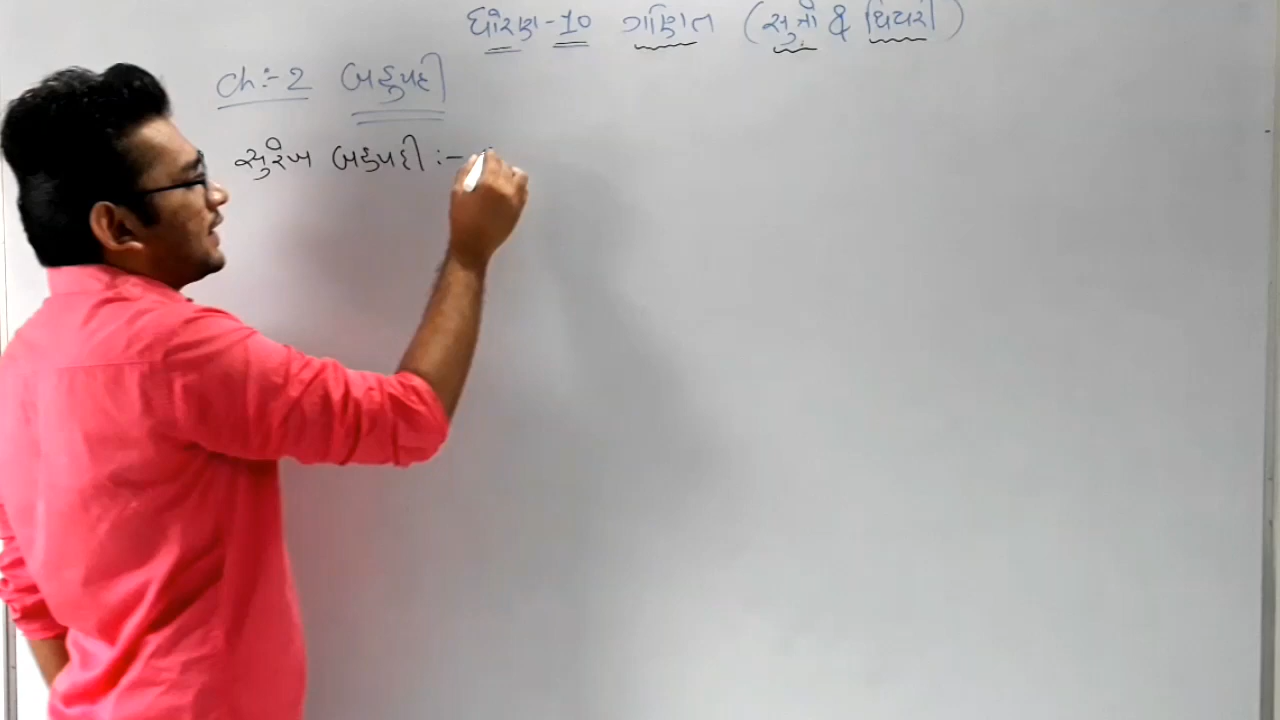 ધોરણ-10 ગણિત (સુત્રો & થિયરી)
ch:-2 બહુપદી
સુરેખ બહુપદી :-